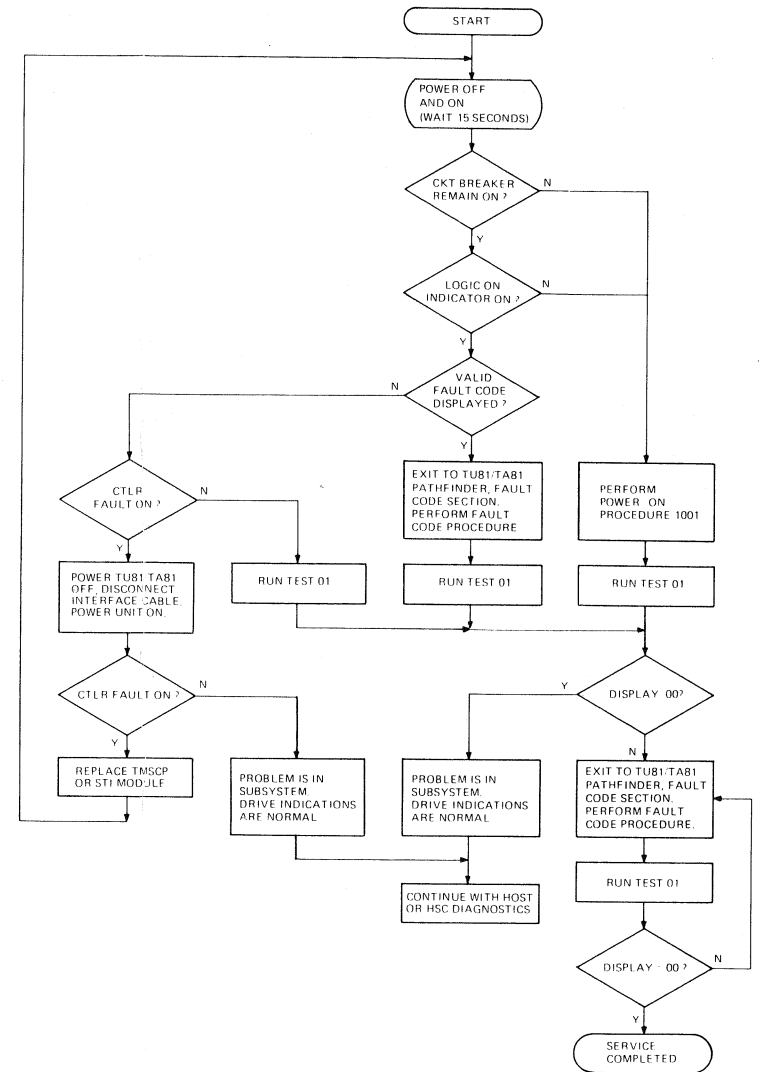 START
POWER OFF
AND ON
(WAIT 15 SECONDS)
CKT BREAKER
REMAIN ON ?
N
Y
LOGIC ON
INDICATOR ON ?
N
Y
VALID
FAULT CODE
DISPLAYED ?
N
Y
CTLR
FAULT ON ?
N
Y
EXIT TO TU81/TA81
PATHFINDER, FAULT
CODE SECTION.
PERFORM FAULT
CODE PROCEDURE
PERFORM
POWER ON
PROCEDURE 1001
POWER TU81 TA81
OFF, DISCONNECT
INTERFACE CABLE,
POWER UNIT ON.
RUN TEST 01
RUN TEST 01
RUN TEST 01
CTLR FAULT ON ?
N
Y
DISPLAY 00?
Y
N
REPLACE TMSCP
OR STI MODULE
PROBLEM IS IN
SUBSYSTEM.
DRIVE INDICATIONS
ARE NORMAL
PROBLEM IS IN
SUBSYSTEM.
DRIVE INDICATIONS
ARE NORMAL
EXIT TO TU81/TA81
PATHFINDER, FAULT
CODE SECTION.
PERFORM FAULT
CODE PROCEDURE.
CONTINUE WITH HOST
OR HSC DIAGNOSTICS
RUN TEST 01
DISPLAY - 00 ?
N
Y
SERVICE
COMPLETED